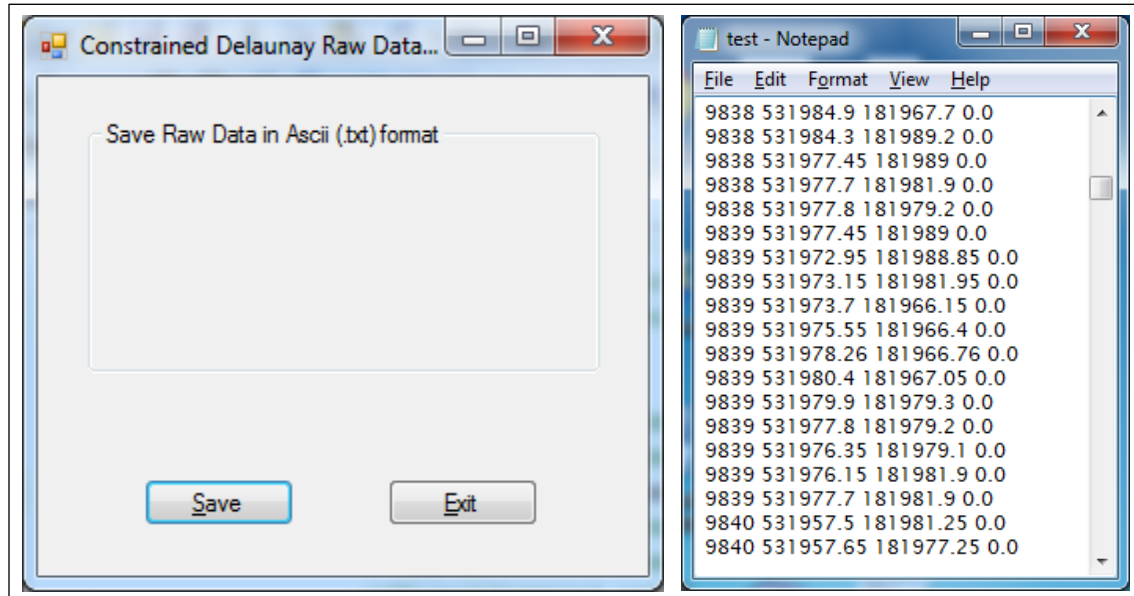 Constrained Delaunay Raw Data...
Save Raw Data in Ascii (.txt) format
Save
Exit
test - Notepad
File Edit Format View Help
9838 531984.9 181967.7 0.0
9838 531984.3 181989.2 0.0
9838 531977.45 181989 0.0
9838 531977.7 181981.9 0.0
9838 531977.8 181979.2 0.0
9839 531977.45 181989 0.0
9839 531972.95 181988.85 0.0
9839 531973.15 181981.95 0.0
9839 531973.7 181966.15 0.0
9839 531975.55 181966.4 0.0
9839 531978.26 181966.76 0.0
9839 531980.4 181967.05 0.0
9839 531979.9 181979.3 0.0
9839 531977.8 181979.2 0.0
9839 531976.35 181979.1 0.0
9839 531976.15 181981.9 0.0
9839 531977.7 181981.9 0.0
9840 531957.5 181981.25 0.0
9840 531957.65 181977.25 0.0